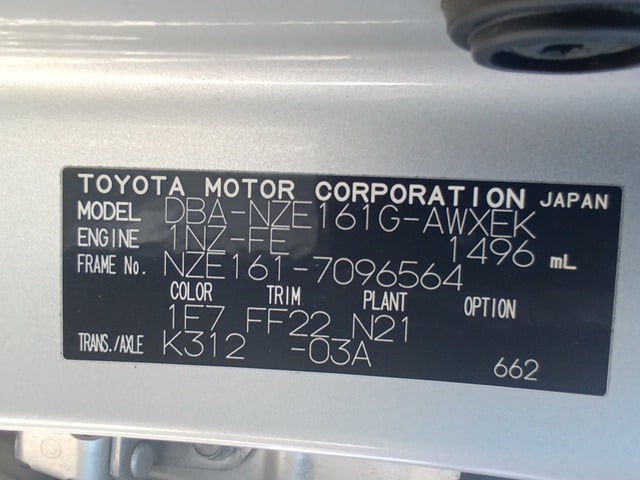 TOYOTA MOTOR CORPORATION JAPAN
MODEL DBA-NZE161G-AWXEK
ENGINE 1NZ-FE 1496 mL
FRAME No. NZE161-7096564
COLOR TRIM PLANT OPTION
1E7 FF22 N21
TRANS./AXLE K312 -03A
662